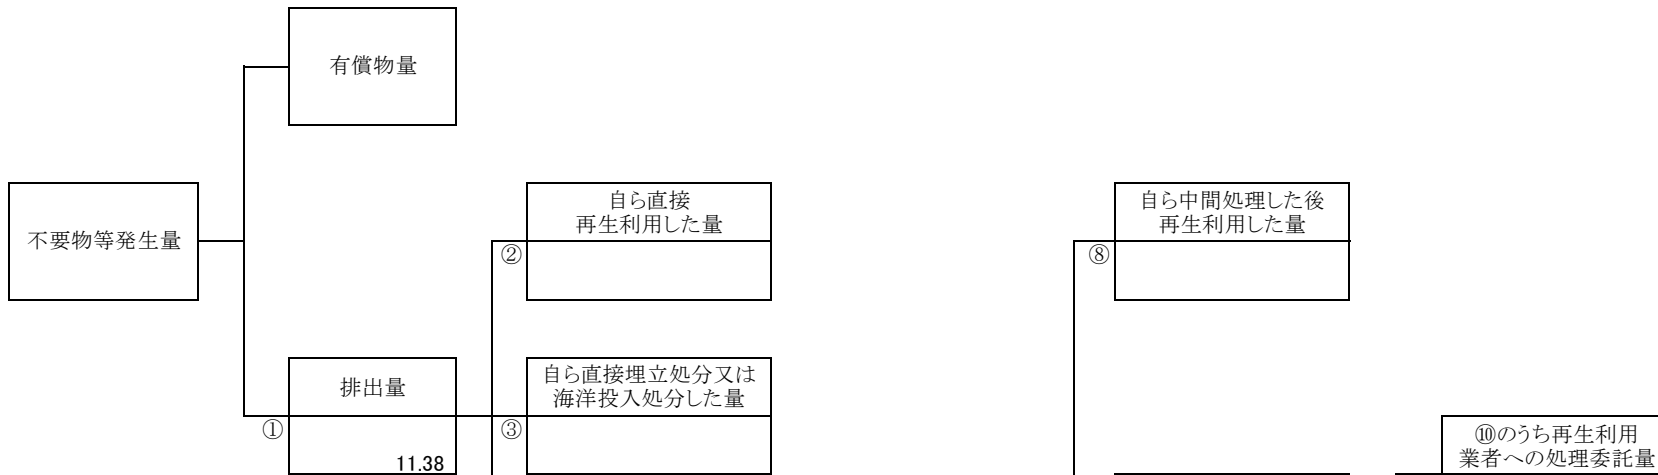 有償物量
不要物等発生量
自ら直接
再生利用した量
②
自ら中間処理した後
再生利用した量
⑧
排出量
①
11.38
自ら直接埋立処分又は
海洋投入処分した量
③
⑩のうち再生利用
業者への処理委託量